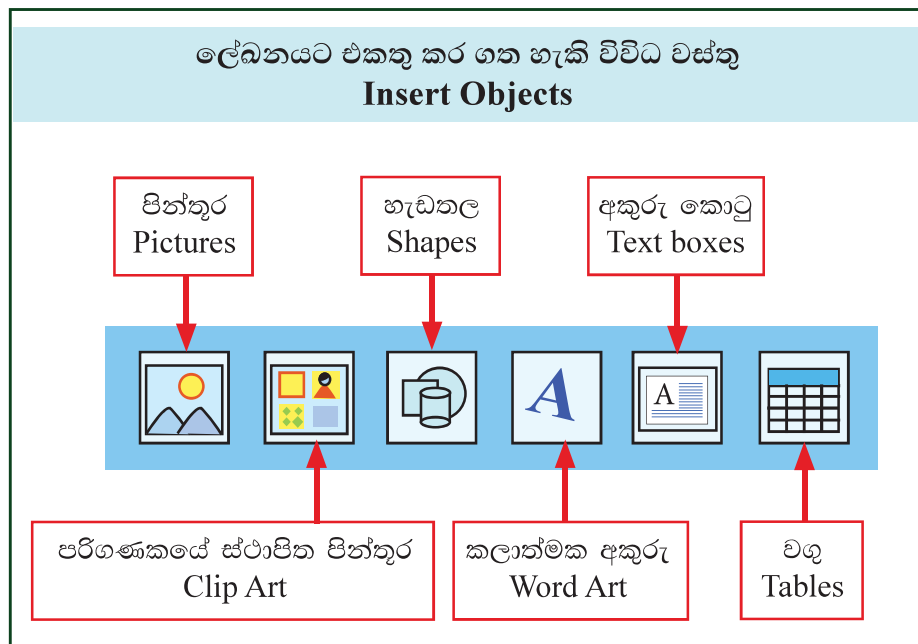 ලේඛනයට එකතු කර ගත හැකි විවිධ වස්තු
Insert Objects
පින්තූර
Pictures
හැඩතල
Shapes
අකුරු කොටු
Text boxes
A
A
පරිගණකයේ ස්ථාපිත පින්තූර
Clip Art
කලාත්මක අකුරු
Word Art
වගු
Tables